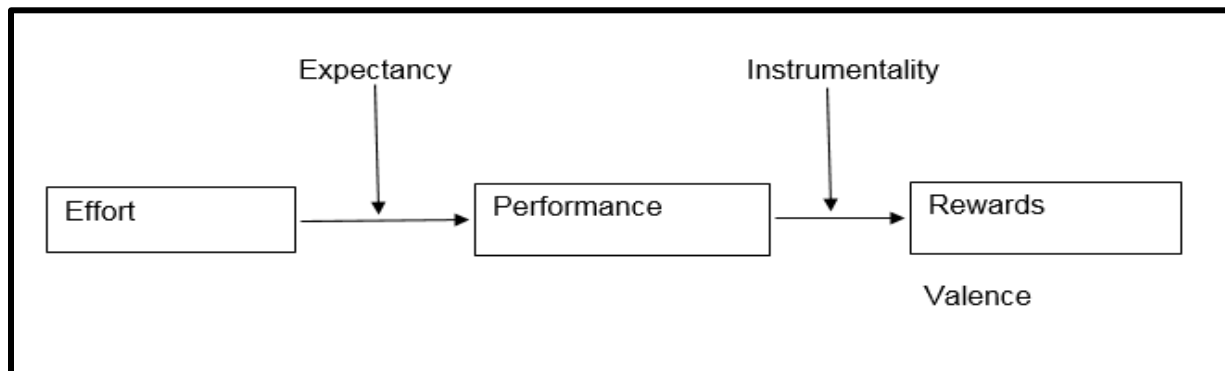 Expectancy
Instrumentality
Effort
Performance
Rewards
Valence